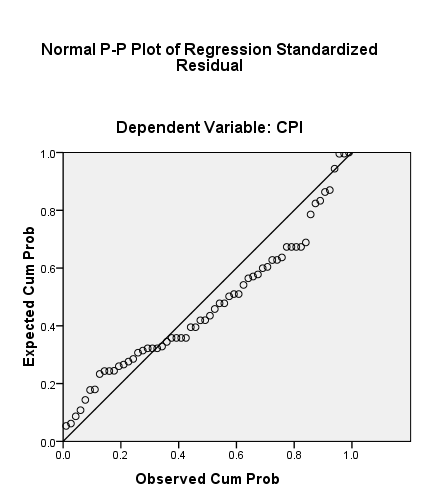 Normal P-P Plot of Regression Standardized
Residual
Dependent Variable: CPI
Expected Cum Prob
1.0
0.8
0.6
0.4
0.2
0.0
0.0 0.2 0.4 0.6 0.8 1.0
Observed Cum Prob